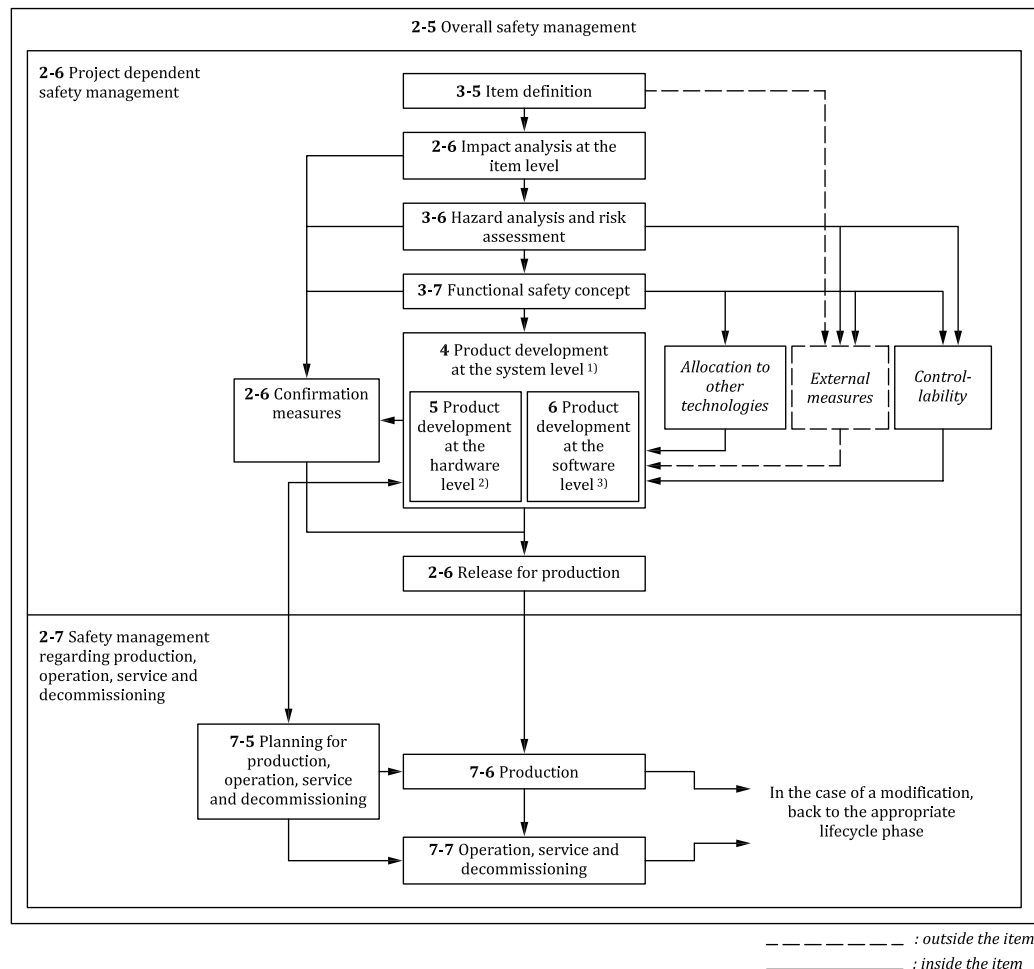 2-5 Overall safety management
2-6 Project dependent
safety management
3-5 Item definition
2-6 Impact analysis at the
item level
3-6 Hazard analysis and risk
assessment
3-7 Functional safety concept
4 Product development
at the system level 1)
5 Product
development
at the
hardware
level 2)
6 Product
development
at the
software
level 3)
2-6 Confirmation
measures
Allocation to
other
technologies
External
measures
Control-
lability
2-6 Release for production
2-7 Safety management
regarding production,
operation, service and
decommissioning
7-5 Planning for
production,
operation, service
and decommissioning
7-6 Production
7-7 Operation, service and
decommissioning
In the case of a modification,
back to the appropriate
lifecycle phase
: outside the item
: inside the item